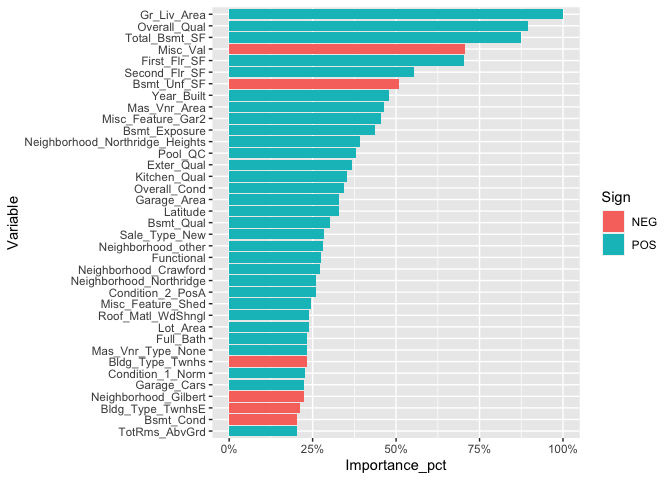 Gr_Liv_Area
Overall_Qual
Total_Bsmt_SF
Misc_Val
First_Flr_SF
Second_Flr_SF
Bsmt_Unf_SF
Year_Built
Mas_Vnr_Area
Misc_Feature_Gar2
Bsmt_Exposure
Neighborhood_Northridge_Heights
Pool_QC
Exter_Qual
Kitchen_Qual
Overall_Cond
Garage_Area
Latitude
Bsmt_Qual
Sale_Type_New
Neighborhood_other
Functional
Neighborhood_Crawford
Neighborhood_Northridge
Condition_2_PosA
Misc_Feature_Shed
Roof_Matl_WdShngl
Lot_Area
Full_Bath
Mas_Vnr_Type_None
Bldg_Type_Twnhs
Condition_1_Norm
Garage_Cars
Neighborhood_Gilbert
Bldg_Type_TwnhsE
Bsmt_Cond
TotRms_AbvGrd
Variable
0% 25% 50% 75% 100%
Importance_pct
Sign
NEG
POS